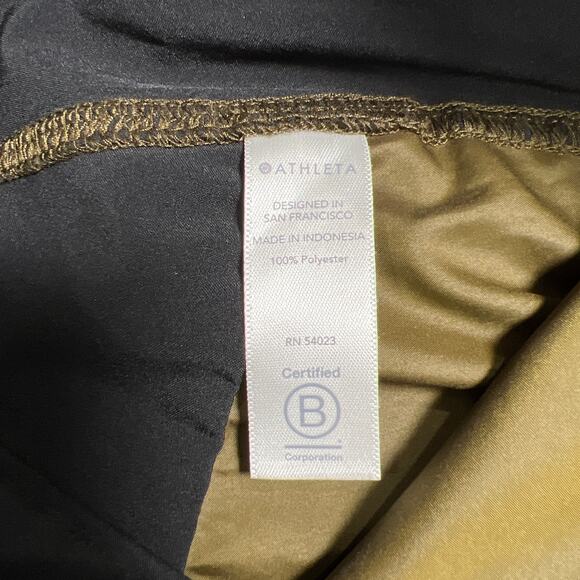 ATHLETA
DESIGNED IN
SAN FRANCISCO
MADE IN INDONESIA
100% Polyester
RN 54023
Certified
B
Corporation